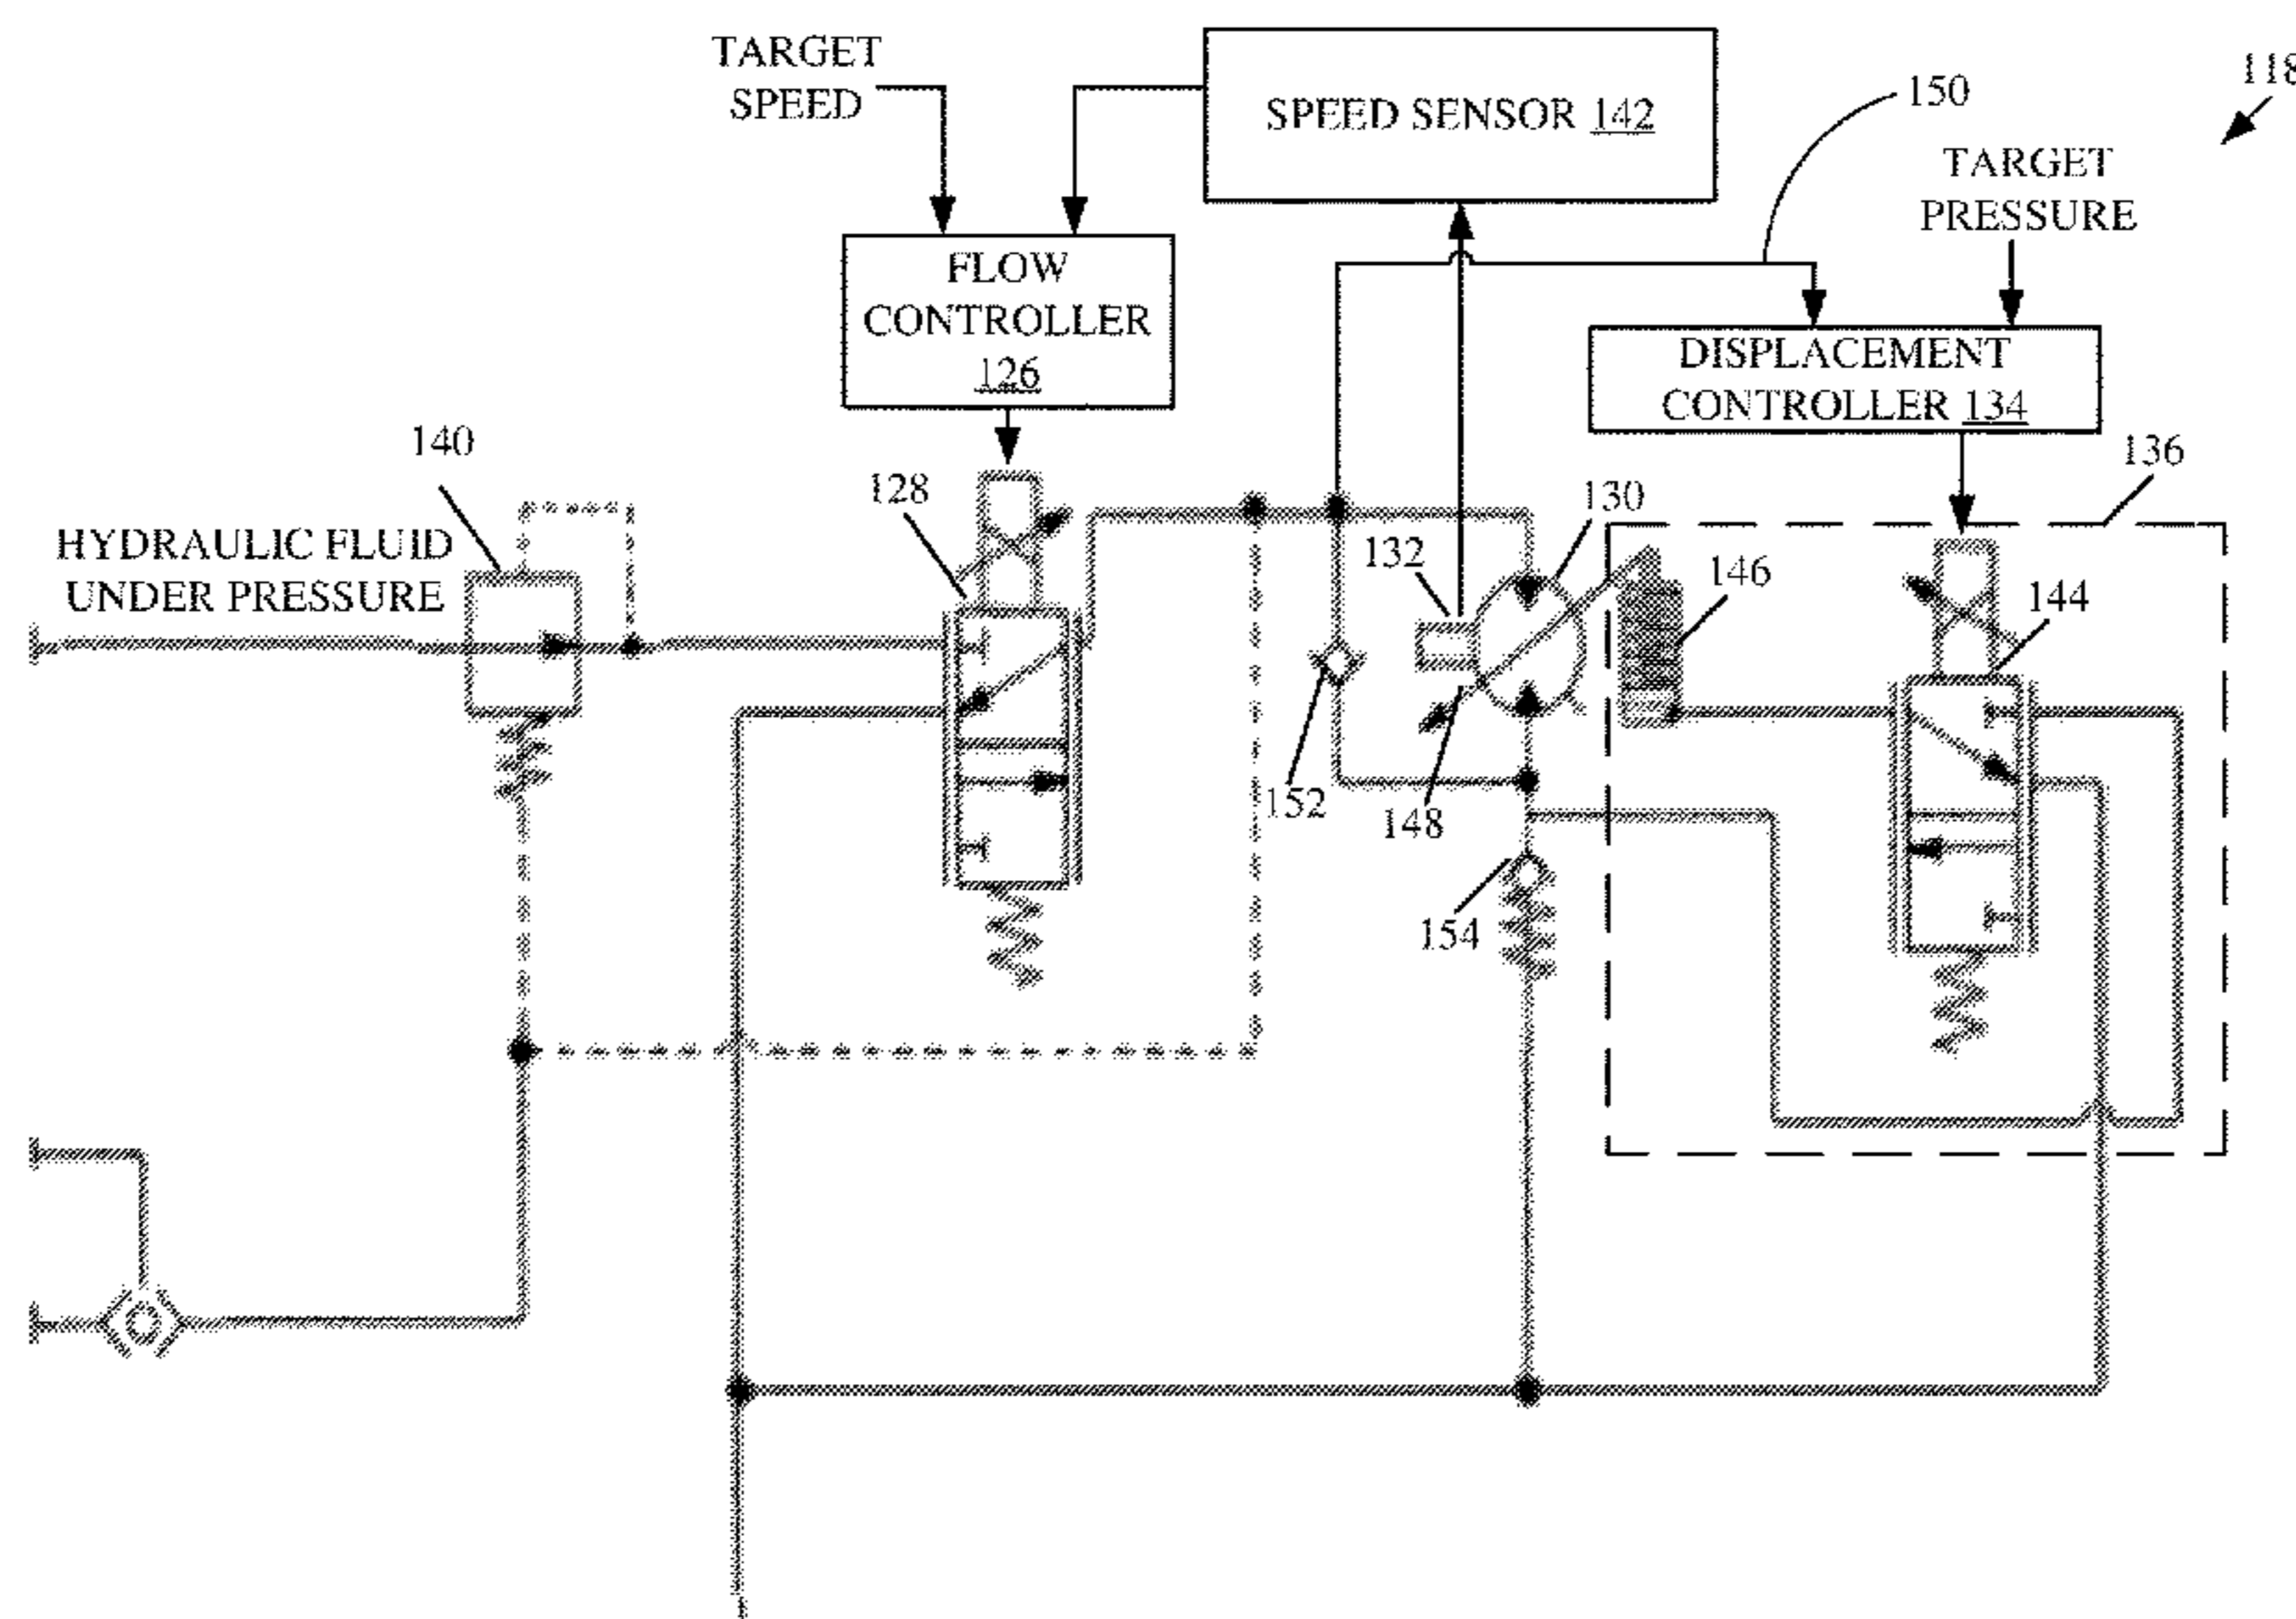 TARGET
SPEED
SPEED SENSOR 142
150
118
TARGET
PRESSURE
FLOW
CONTROLLER
126
DISPLACEMENT
CONTROLLER 134
140
128
130
136
HYDRAULIC FLUID
UNDER PRESSURE
132
146
144
152
148
154